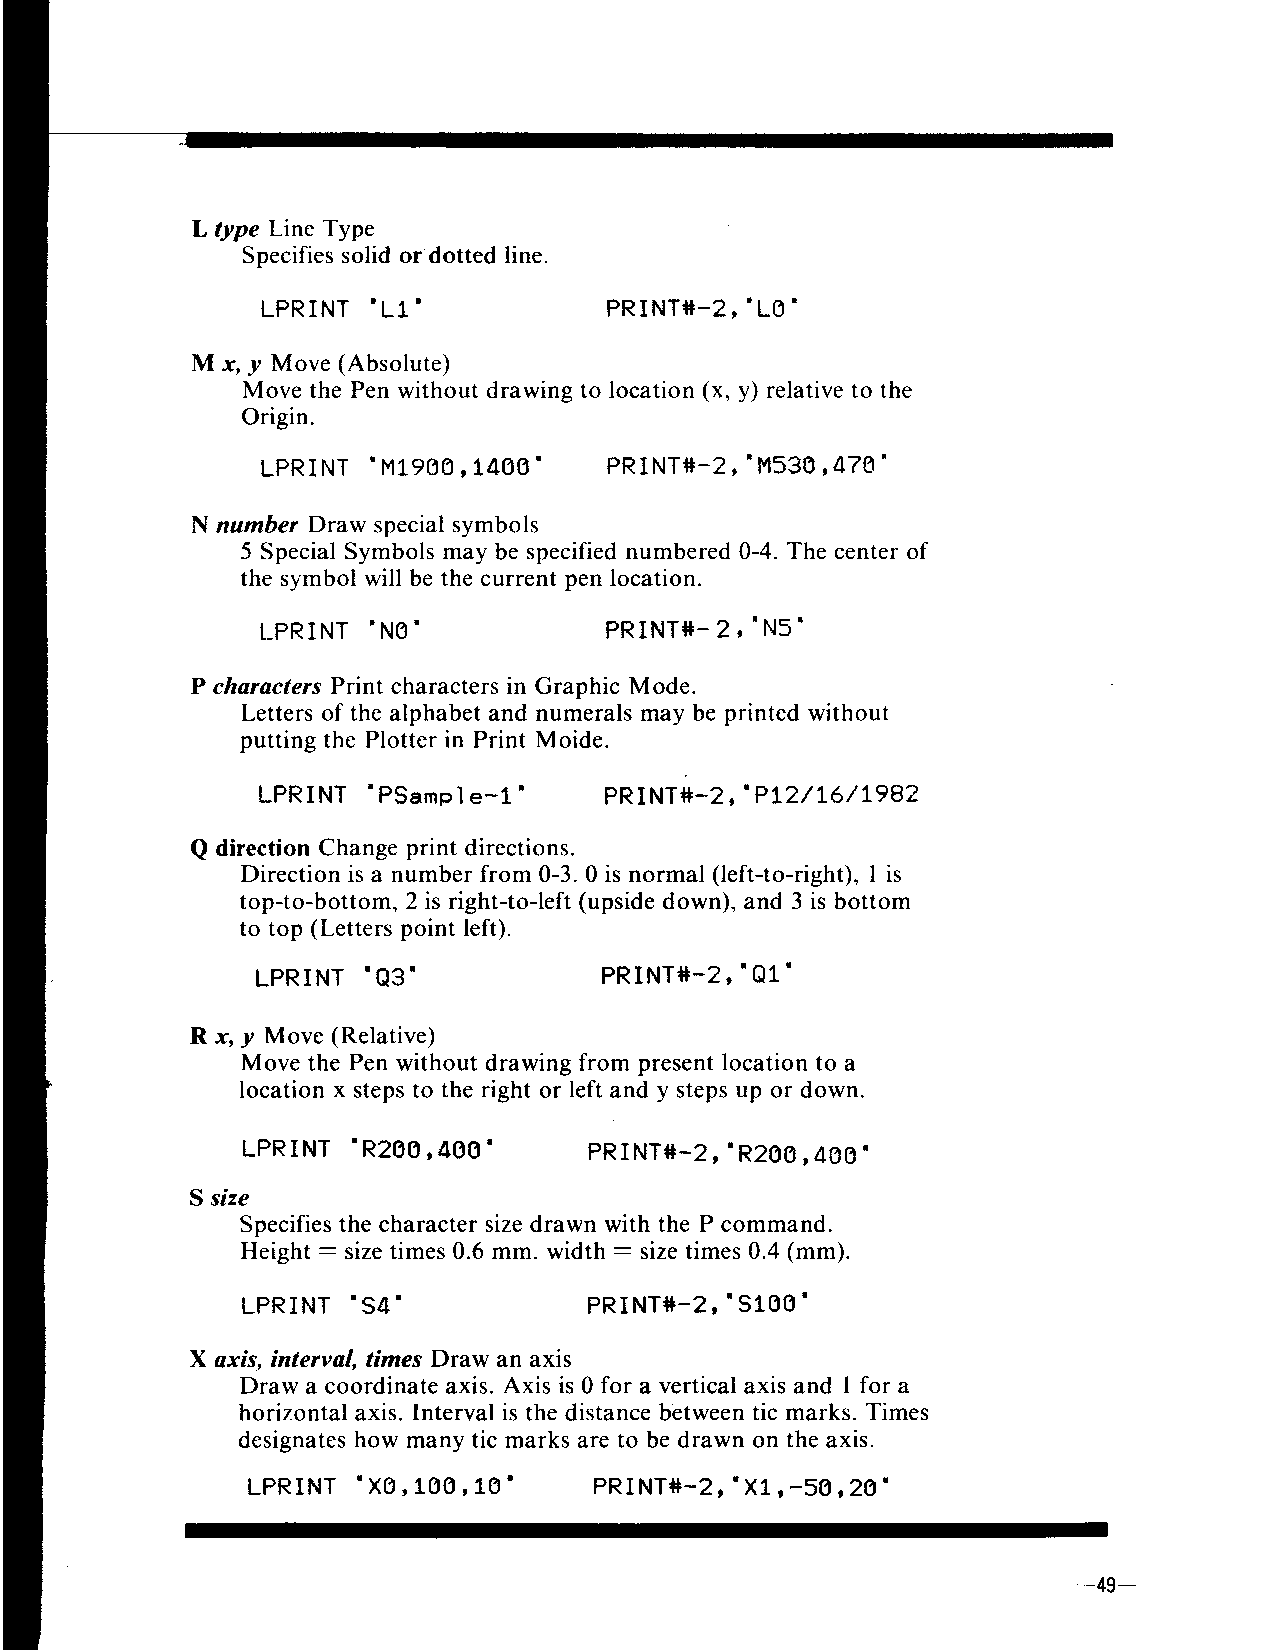 L type Line Type
Specifies solid or dotted line.
LPRINT "L1" PRINT#-2,"L0"
M x, y Move (Absolute)
Move the Pen without drawing to location (x, y) relative to the
Origin.
LPRINT "M1900,1400" PRINT#-2,"M530,470"
N number Draw special symbols
5 Special Symbols may be specified numbered 0-4. The center of
the symbol will be the current pen location.
LPRINT "N0" PRINT#-2,"N5"
P characters Print characters in Graphic Mode.
Letters of the alphabet and numerals may be printed without
putting the Plotter in Print Moide.
LPRINT "PSample-1" PRINT#-2,"P12/16/1982
Q direction Change print directions.
Direction is a number from 0-3. 0 is normal (left-to-right), 1 is
top-to-bottom, 2 is right-to-left (upside down), and 3 is bottom
to top (Letters point left).
LPRINT "Q3" PRINT#-2,"Q1"
R x, y Move (Relative)
Move the Pen without drawing from present location to a
location x steps to the right or left and y steps up or down.
LPRINT "R200,400" PRINT#-2,"R200,400"
S size
Specifies the character size drawn with the P command.
Height = size times 0.6 mm. width = size times 0.4 (mm).
LPRINT "S4" PRINT#-2,"S100"
X axis, interval, times Draw an axis
Draw a coordinate axis. Axis is 0 for a vertical axis and 1 for a
horizontal axis. Interval is the distance between tic marks. Times
designates how many tic marks are to be drawn on the axis.
LPRINT "X0,100,10" PRINT#-2,"X1,-50,20"
—49—